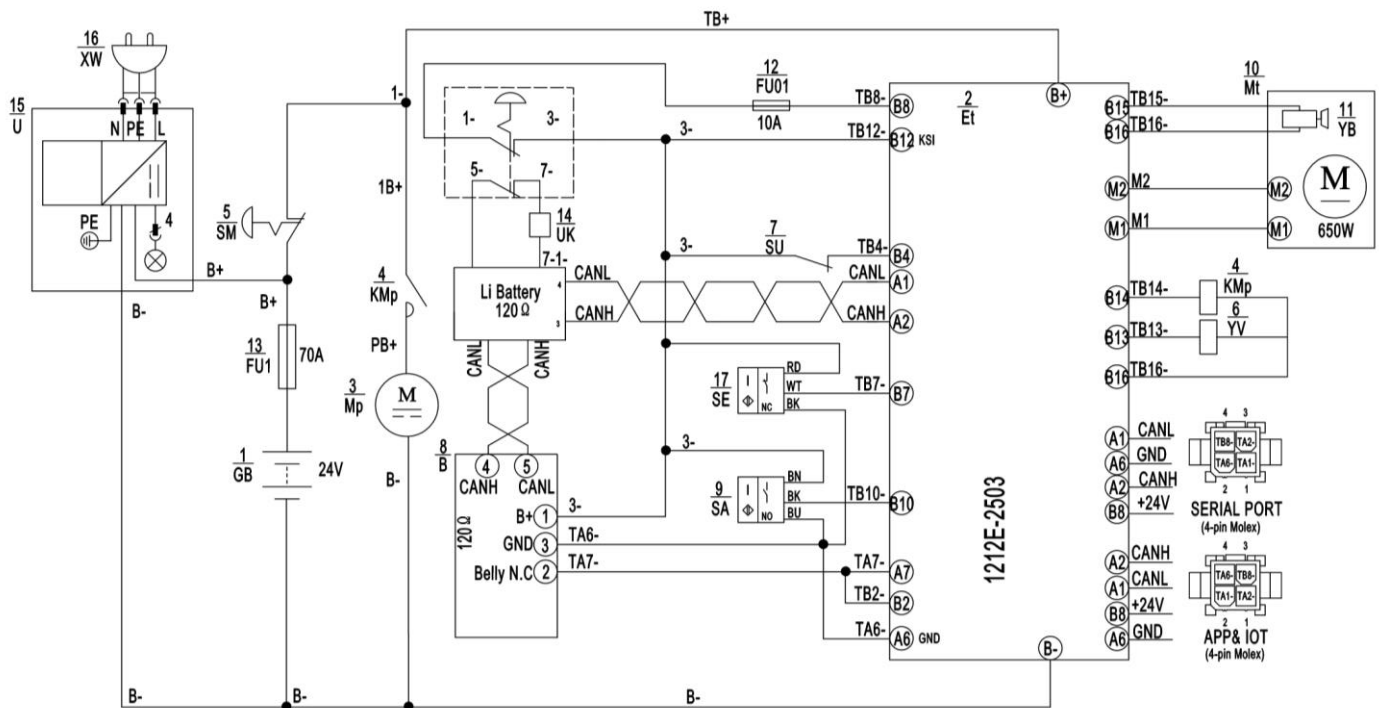 TB+
16
XW
15
U
N PE L
PE
4
1-
1B+
5
SM
B+
B-
B+
13
FU1
70A
1
GB
24V
4
KMp
PB+
3
Mp
M
B-
B-
B-
B-
1-
3-
5-
7-
14
UK
7-1-
12
FU01
10A
TB8-
B8
3-
TB12-
B12 KSI
2
Et
B+
Li Battery
120 Ω
4
3
CANL
CANH
CANL
CANH
3-
7
SU
TB4-
B4
CANL
A1
CANH
A2
17
SE
NC
RD
WT
BK
TB7-
B7
3-
9
SA
NO
BN
BK
BU
TB10-
B10
8
B
4
5
CANH
CANL
120 Ω
B+ 1
3-
GND 3
TA6-
Belly N.C 2
TA7-
TA7-
A7
TB2-
B2
TA6-
A6 GND
1212E-2503
B-
B15
TB15-
B16
TB16-
10
Mt
11
YB
M2
M2
M2
M1
M1
M1
M
650W
B14
TB14-
4
KMp
B13
TB13-
6
YV
B16
TB16-
A1
CANL
A6
GND
A2
CANH
B8
+24V
4 3
TB8- TA2-
TA6- TA1-
2 1
SERIAL PORT
(4-pin Molex)
A2
CANH
A1
CANL
B8
+24V
A6
GND
4 3
TA6- TB8-
TA1- TA2-
2 1
APP& IOT
(4-pin Molex)